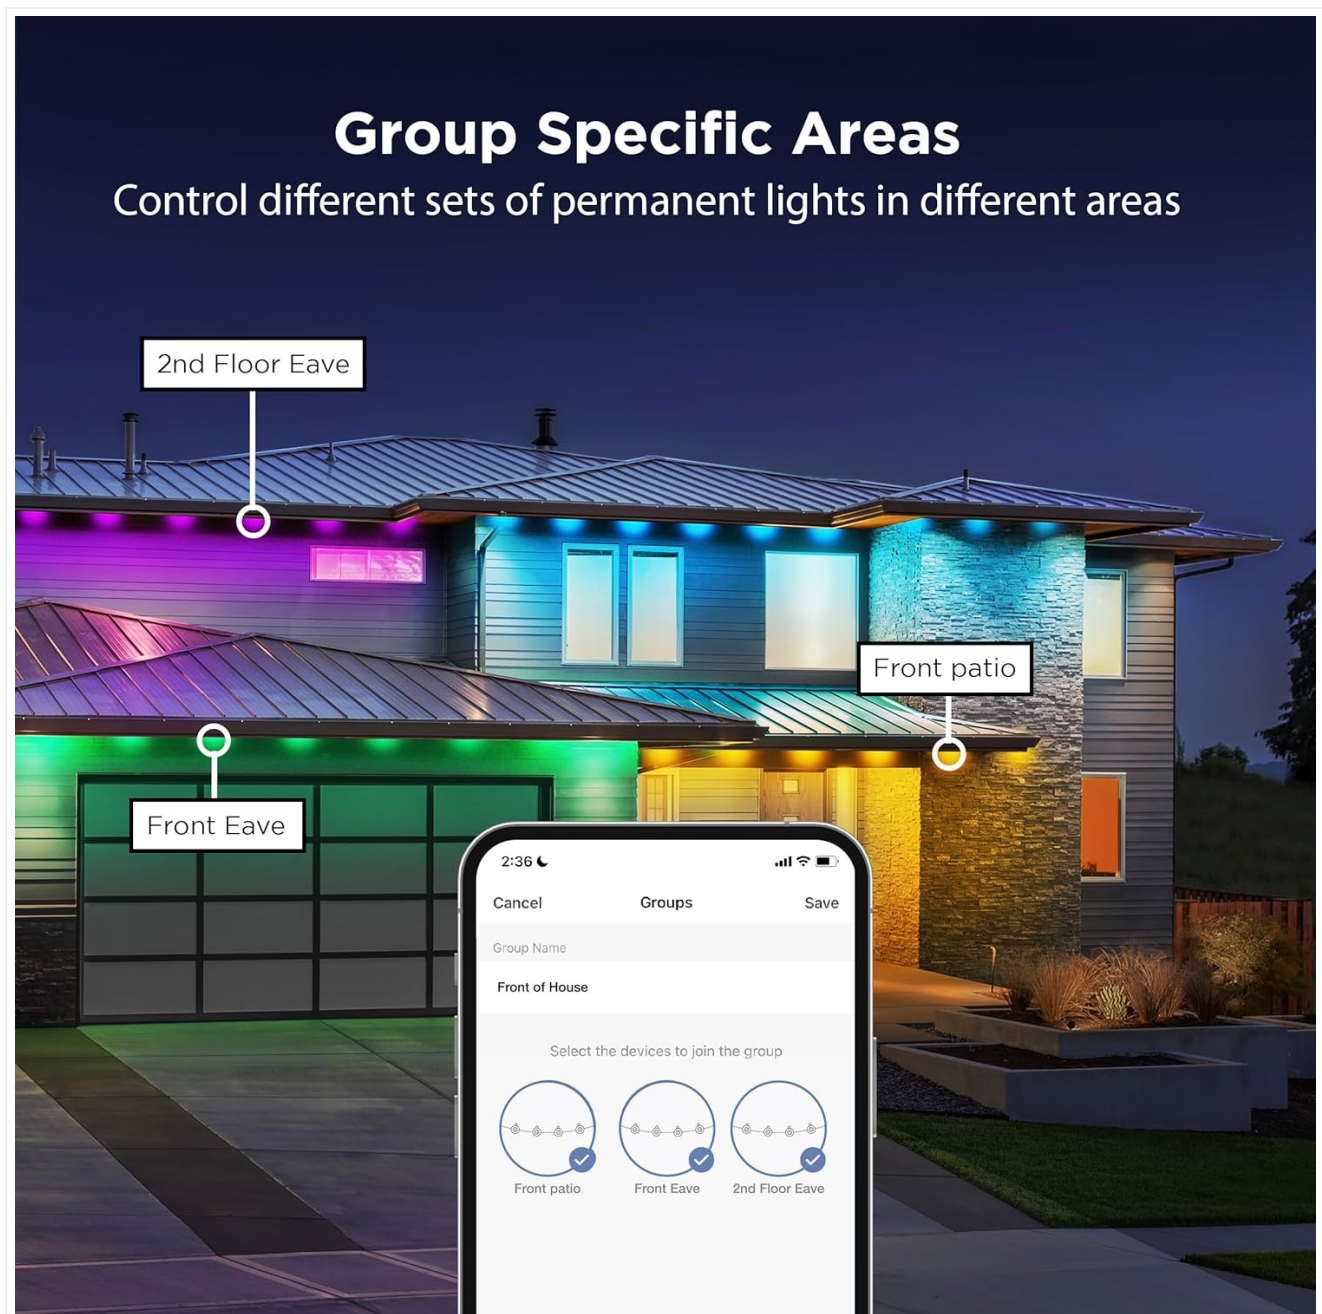 Group Specific Areas
Control different sets of permanent lights in different areas
2nd Floor Eave
Front patio
Front Eave
2:36
Cancel Groups Save
Group Name
Front of House
Select the devices to join the group
Front patio Front Eave 2nd Floor Eave